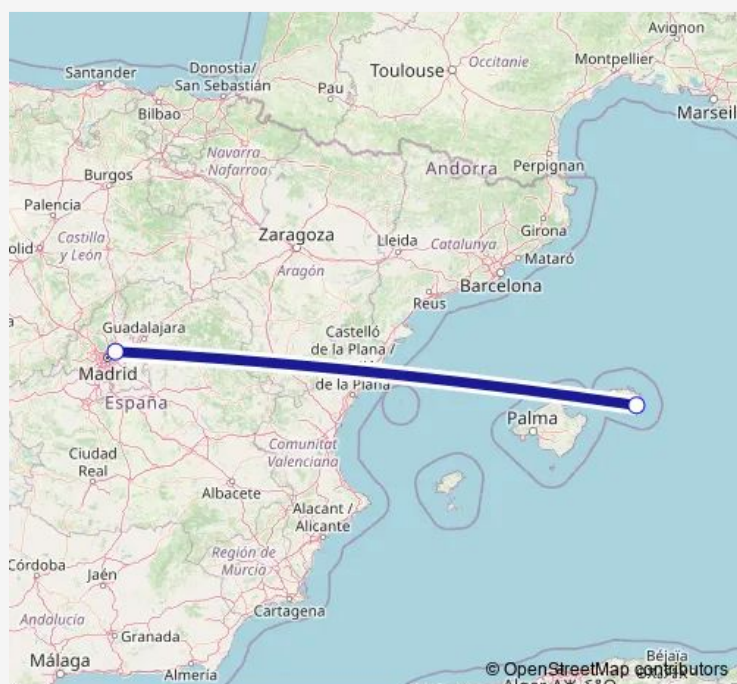 Avignon
Santander
Donostia/
San Sebastián
Toulouse
Occitanie
Montpellier
Pau
Marseil
Bilbao
Navarra
Nafarroa
Andorra
Perpignan
Burgos
Palencia
Girona
Zaragoza
Lleida
Catalunya
Castilla
y León
olid
Mataró
Aragón
Barcelona
Reus
Guadalajara
Castelló
de la Plana /
de la Plana
Madrid
España
Palma
Ciudad
Real
Comunitat
Valenciana
Albacete
Alacant /
Alicante
Región de
Murcia
Córdoba
Jaén
Cartagena
Andalucía
Granada
Béjaïa
Málaga
Almería
© OpenStreetMap contributors